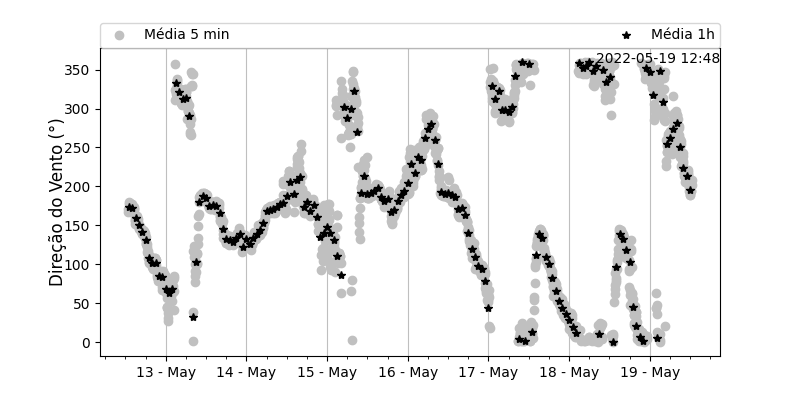 Média 5 min
Média 1h
2022-05-19 12:48
Direção do Vento (°)
350
300
250
200
150
100
50
0
13 - May
14 - May
15 - May
16 - May
17 - May
18 - May
19 - May